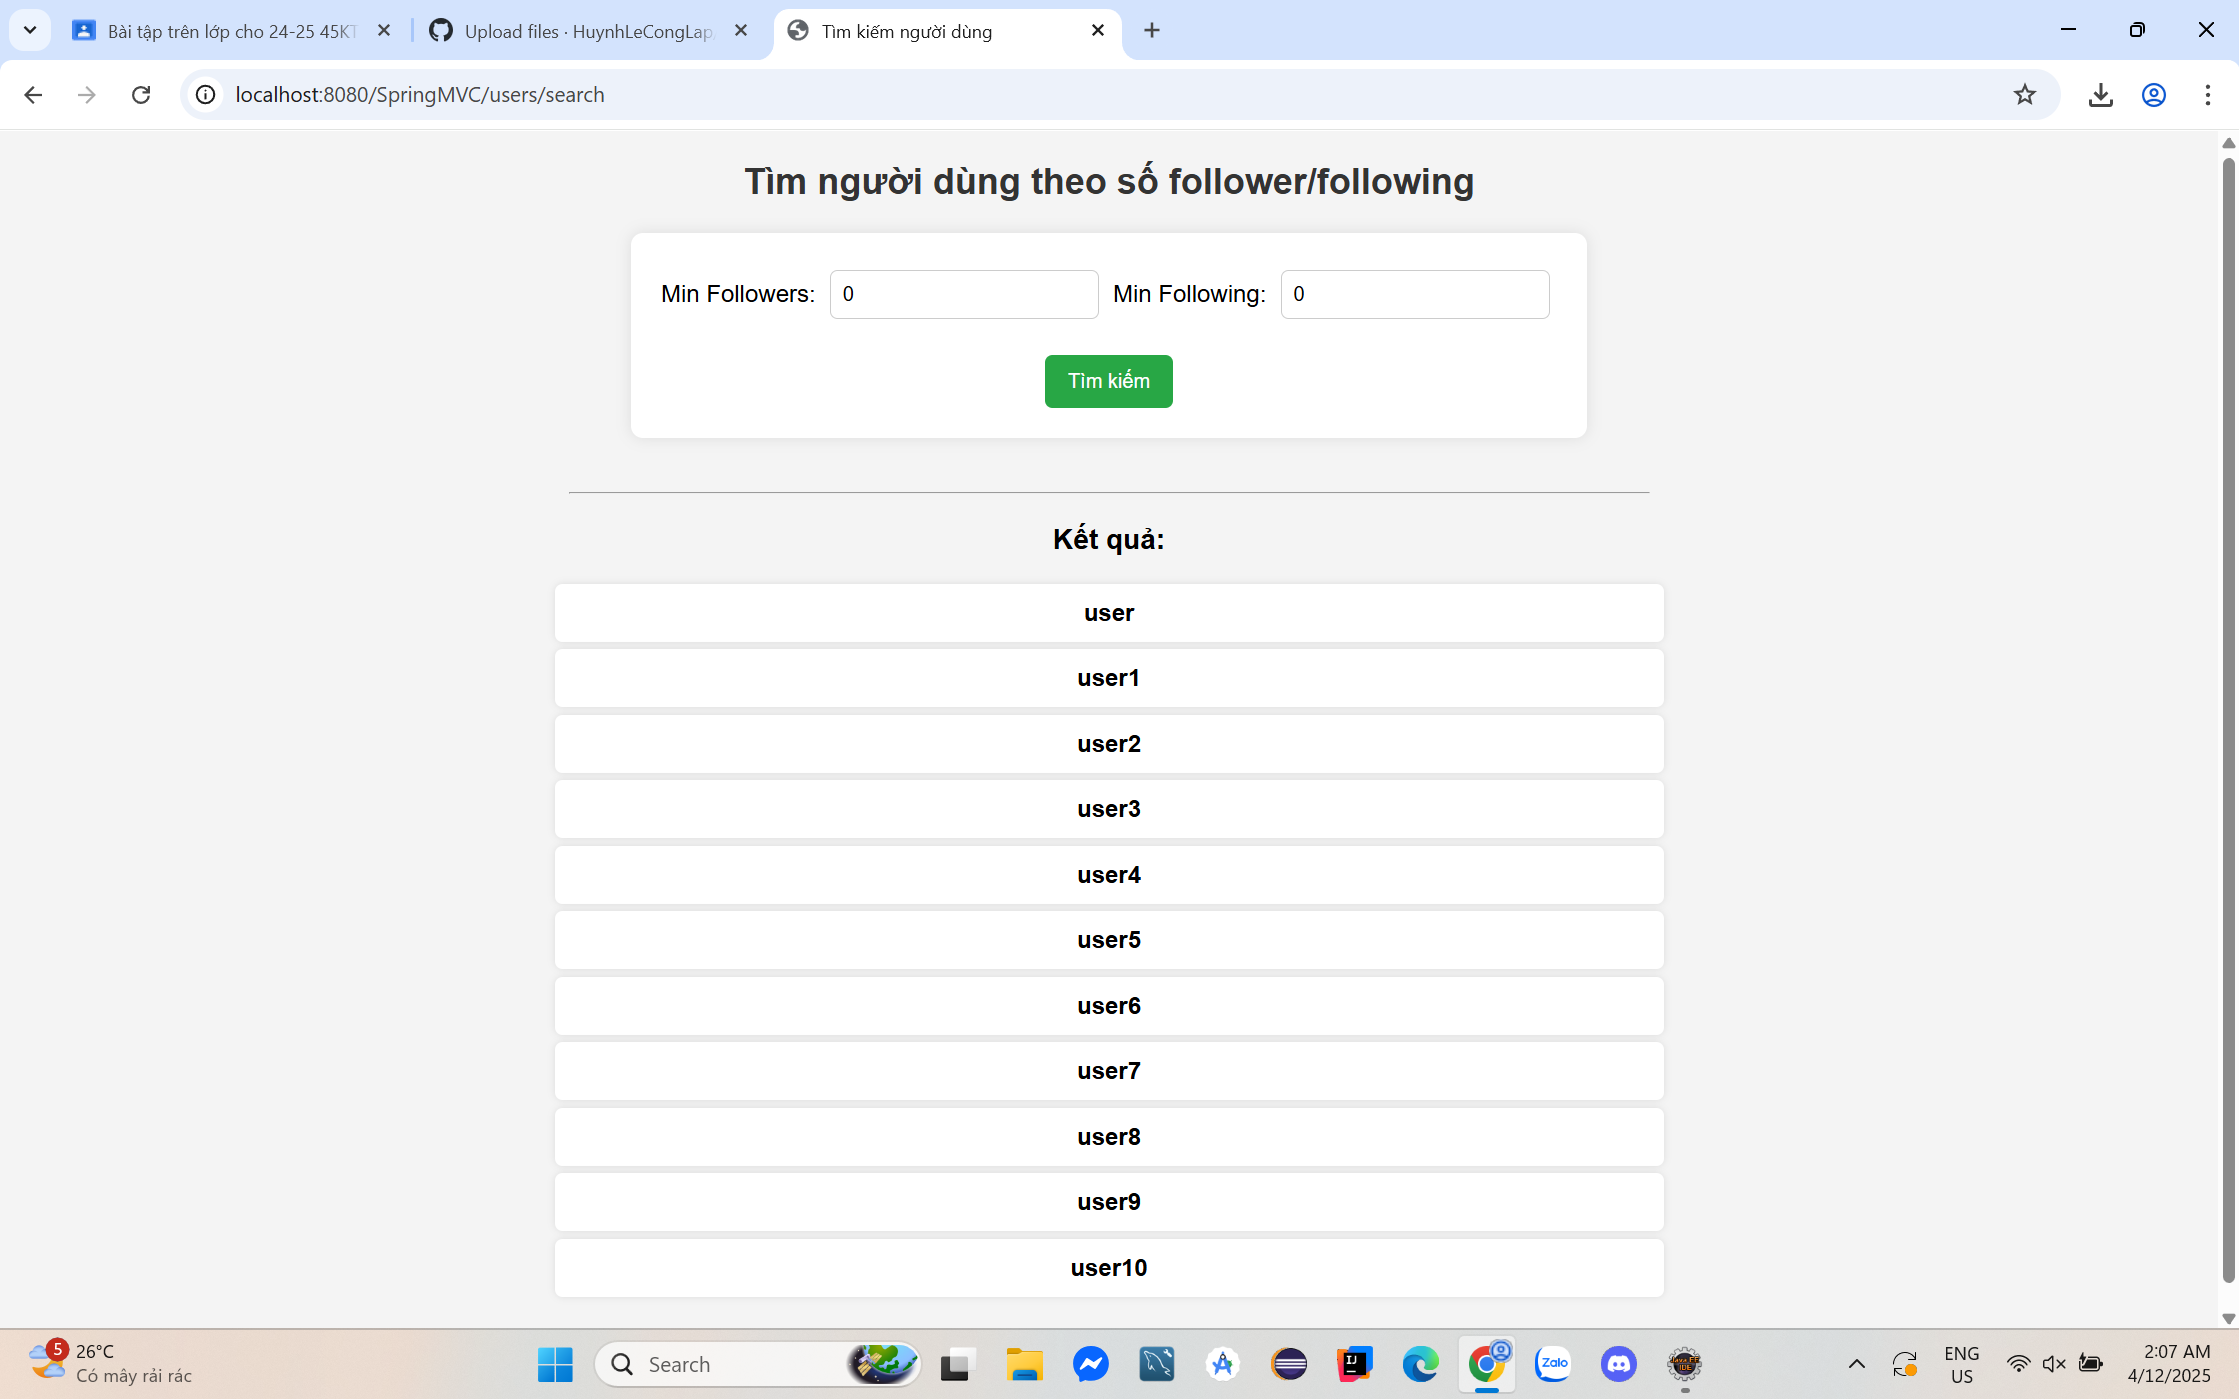 Bài tập trên lớp cho 24-25 45KT
Upload files · HuynhLeCongLap
Tìm kiếm người dùng
localhost:8080/SpringMVC/users/search
Tìm người dùng theo số follower/following
Min Followers: 0 Min Following: 0
Tìm kiếm
Kết quả:
user
user1
user2
user3
user4
user5
user6
user7
user8
user9
user10
5
26°C
Có mây rải rác
Search
IJ
Zalo
ENG
US
2:07 AM
4/12/2025